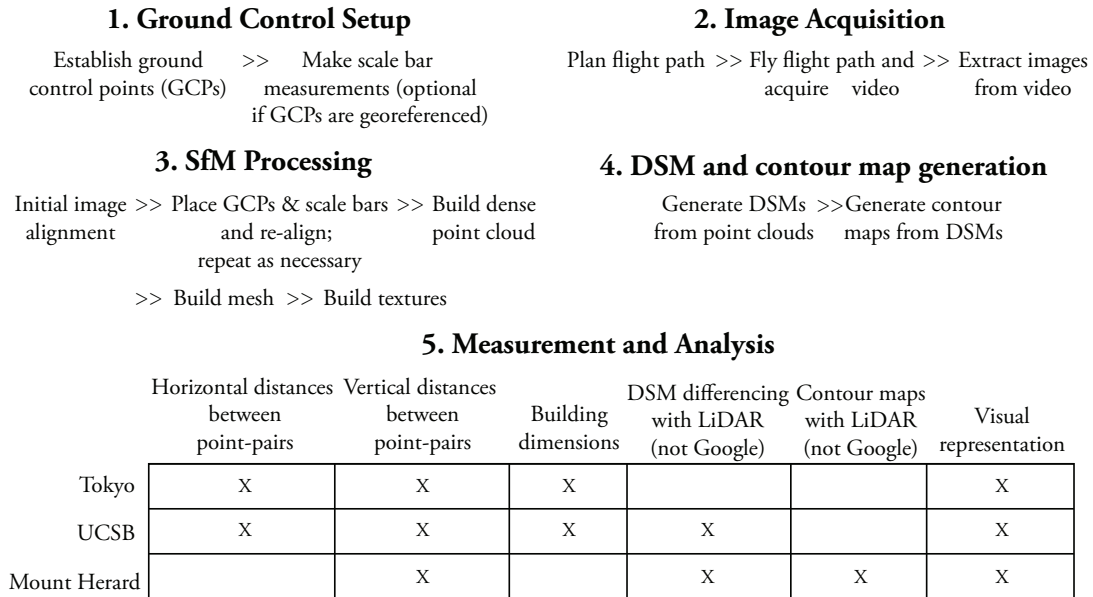 1. Ground Control Setup
Establish ground >> Make scale bar
control points (GCPs) measurements (optional
if GCPs are georeferenced)
2. Image Acquisition
Plan flight path >> Fly flight path and >> Extract images
acquire video from video
3. SfM Processing
Initial image >> Place GCPs & scale bars >> Build dense
alignment and re-align; point cloud
repeat as necessary
>> Build mesh >> Build textures
4. DSM and contour map generation
Generate DSMs >>Generate contour
from point clouds maps from DSMs
5. Measurement and Analysis
Horizontal distances
between
point-pairs
Vertical distances
between
point-pairs
Building
dimensions
DSM differencing
with LiDAR
(not Google)
Contour maps
with LiDAR
(not Google)
Visual
representation
Tokyo X X X X
UCSB X X X X X
Mount Herard X X X X